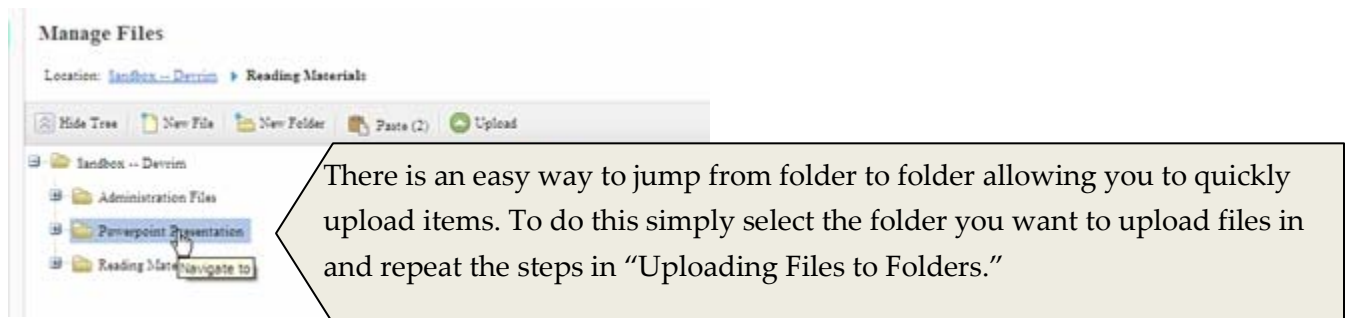 Manage Files
Location: Sandbox -- Devrim Reading Materials
Hide Tree New File New Folder Paste (2) Upload
Sandbox -- Devrim
Administration Files
Powerpoint Presentation
Reading Mate
Navigate to
There is an easy way to jump from folder to folder allowing you to quickly
upload items. To do this simply select the folder you want to upload files in
and repeat the steps in “Uploading Files to Folders.”